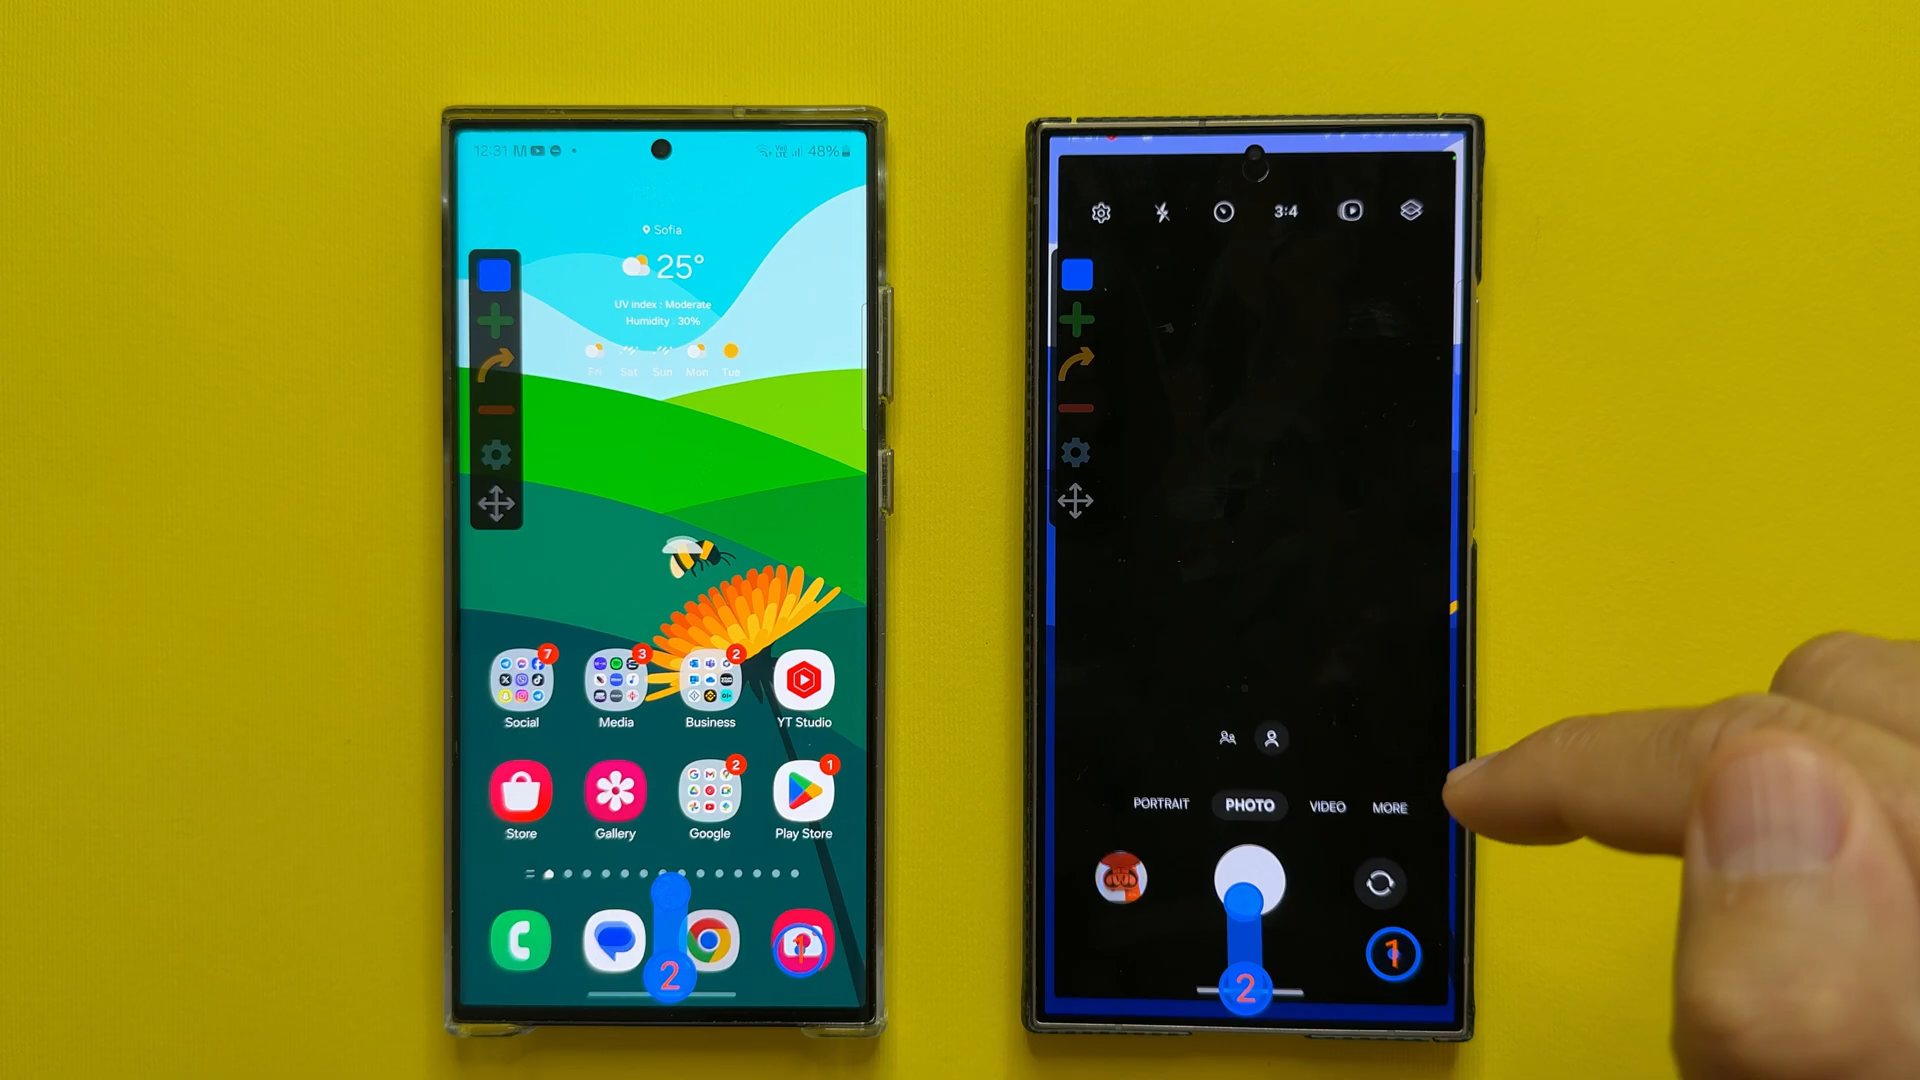 12:31
48%
Sofia
25°
UV index : Moderate
Humidity : 30%
Fri Sat Sun Mon Tue
7
3
2
Social
Media
Business
YT Studio
2
1
Store
Gallery
Google
Play Store
1
2
3:4
PORTRAIT
PHOTO
VIDEO
MORE
1
2